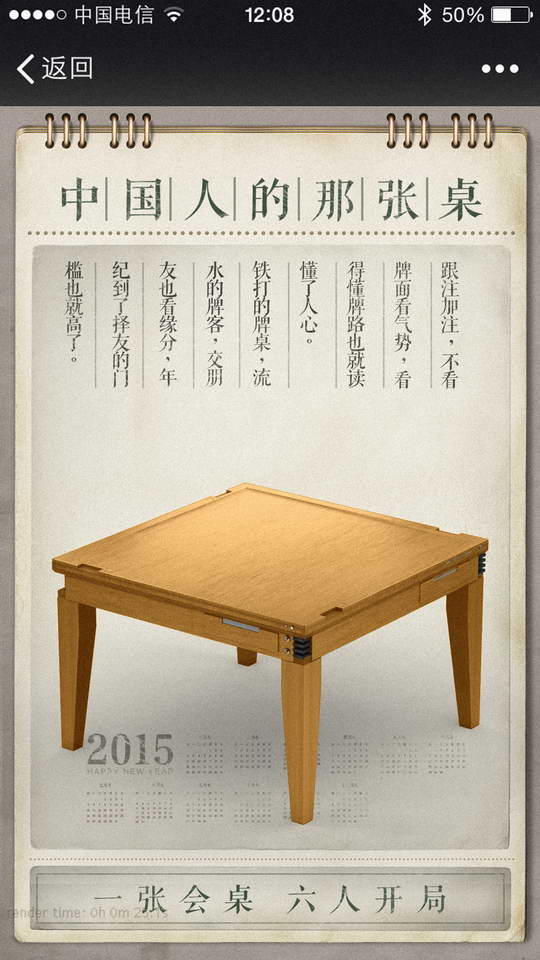 中国电信
12:08
50%
返回
中国人的那张桌
跟注加注，不看
牌面看气势，看
得懂牌路也就读
懂了人心。
铁打的牌桌，流
水的牌客，交朋
友也看缘分，年
纪到了择友的门
槛也就高了。
2015
HAPPY NEW YEAR
一张会桌 六人开局
render time: 0h 0m